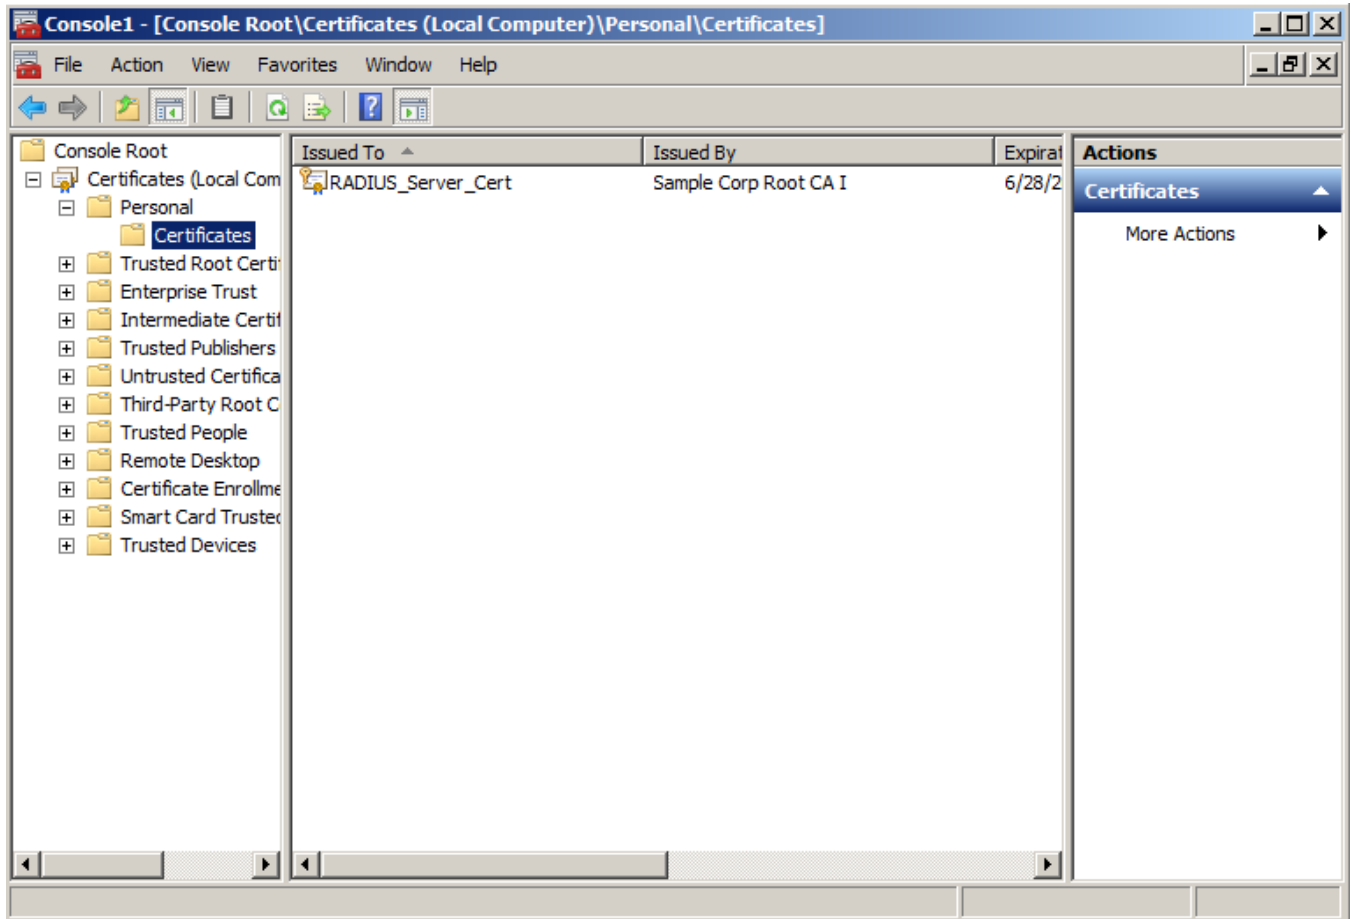 Console1 - [Console Root\Certificates (Local Computer)\Personal\Certificates]
File Action View Favorites Window Help
Console Root
Certificates (Local Com
Personal
Certificates
Trusted Root Certif
Enterprise Trust
Intermediate Certif
Trusted Publishers
Untrusted Certifica
Third-Party Root C
Trusted People
Remote Desktop
Certificate Enrollme
Smart Card Trusted
Trusted Devices
Issued To Issued By Expirat
RADIUS_Server_Cert Sample Corp Root CA I 6/28/2
Actions
Certificates
More Actions